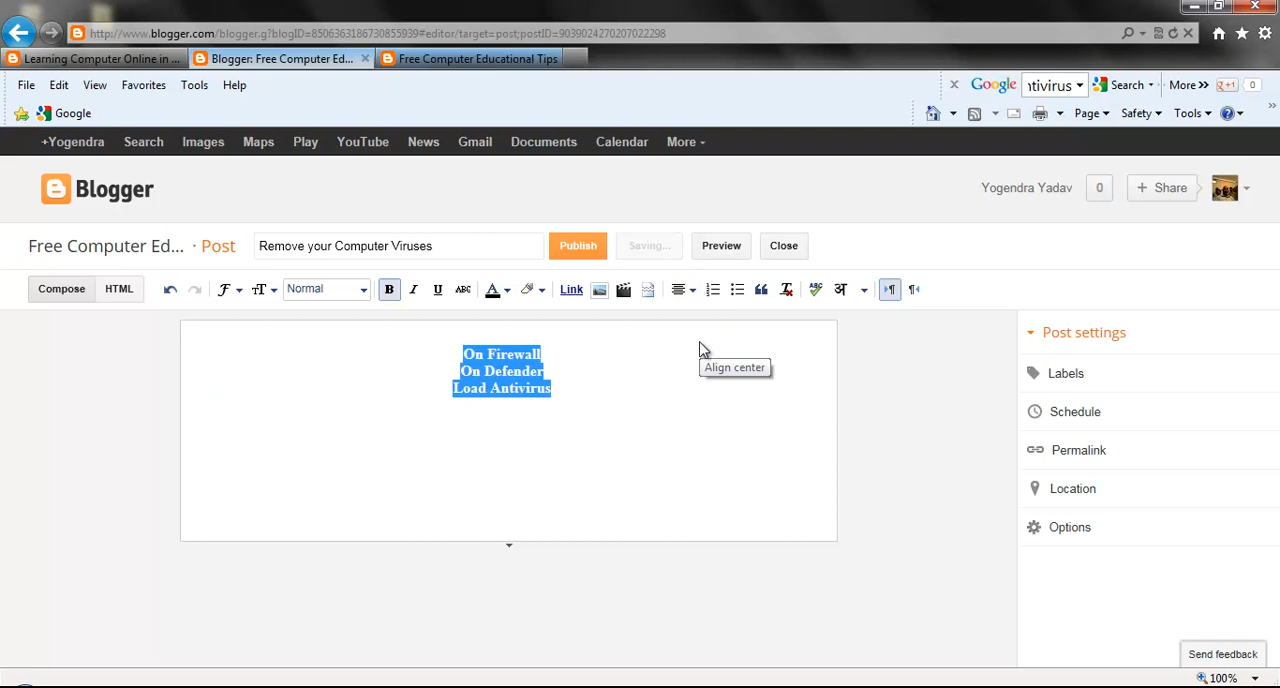 http://www.blogger.com/blogger.g?blogID=8506363186730855939#editor/target=post;postID=9039024270207022298
Learning Computer Online in ...
Blogger: Free Computer Ed...
Free Computer Educational Tips
File Edit View Favorites Tools Help
Google
ntivirus
Search
More »
+1
0
Google
Page
Safety
Tools
+Yogendra Search Images Maps Play YouTube News Gmail Documents Calendar More
Blogger
Yogendra Yadav
0
+ Share
Free Computer Ed... · Post
Remove your Computer Viruses
Publish
Saving...
Preview
Close
Compose
HTML
Normal
B I U ABC A
Link
ABC
अ
On Firewall
On Defender
Load Antivirus
Align center
Post settings
Labels
Schedule
Permalink
Location
Options
Send feedback
100%